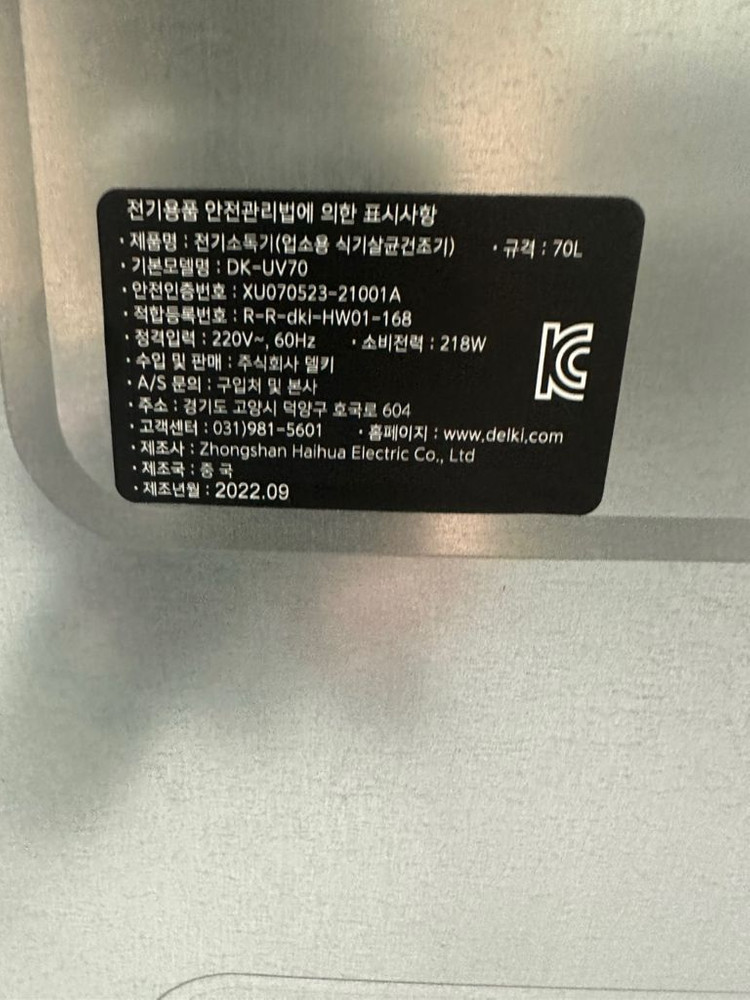 전기용품 안전관리법에 의한 표시사항
· 제품명 : 전기소독기(업소용 식기살균건조기) · 규격 : 70L
· 기본모델명 : DK-UV70
· 안전인증번호 : XU070523-21001A
· 적합등록번호 : R-R-dki-HW01-168
· 정격입력 : 220V~, 60Hz · 소비전력 : 218W
· 수입 및 판매 : 주식회사 델키
· A/S 문의 : 구입처 및 본사
· 주소 : 경기도 고양시 덕양구 호국로 604
· 고객센터 : 031)981-5601 · 홈페이지 : www.delki.com
· 제조사 : Zhongshan Haihua Electric Co., Ltd
· 제조국 : 중 국
· 제조년월 : 2022.09